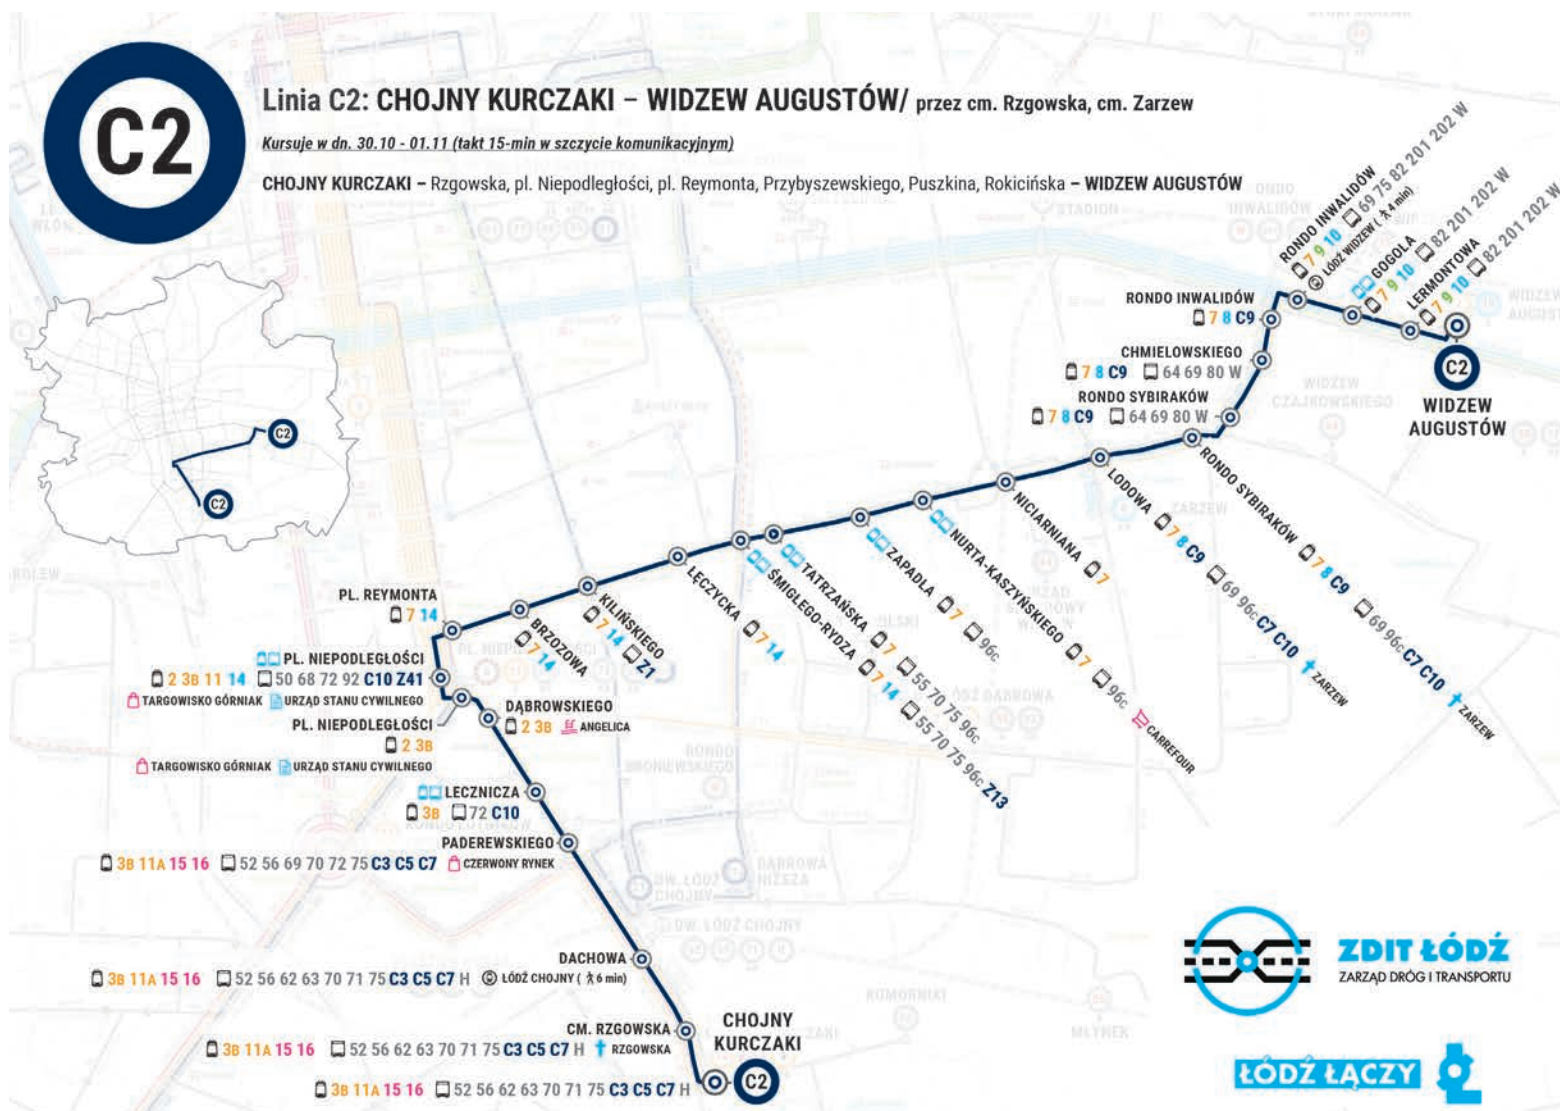 C2
Linia C2: CHOJNY KURCZAKI – WIDZEW AUGUSTÓW/ przez cm. Rzgowska, cm. Zarzew
Kursuje w dn. 30.10 - 01.11 (takt 15-min w szczycie komunikacyjnym)
CHOJNY KURCZAKI – Rzgowska, pl. Niepodległości, pl. Reymonta, Przybyszewskiego, Puszkina, Rokicińska – WIDZEW AUGUSTÓW
C2
C2
RONDO INWALIDÓW
7 9 10 69 75 82 201 202 W
ŁÓDŹ WIDZEW ( 4 min)
GOGOLA
7 9 10 82 201 202 W
LERMONTOWA
7 9 10 82 201 202 W
C2
WIDZEW
AUGUSTÓW
RONDO INWALIDÓW
7 8 C9
CHMIELOWSKIEGO
7 8 C9 64 69 80 W
RONDO SYBIRAKÓW
7 8 C9 64 69 80 W
RONDO SYBIRAKÓW 7 8 C9 69 96C C7 C10 ZARZEW
LODOWA 7 8 C9 69 96C C7 C10 ZARZEW
NICIARNIANA 7
NURTA-KASZYŃSKIEGO 7 96C CARREFOUR
ZAPADLA 7 96C
TATRZAŃSKA 7 55 70 75 96C
ŚMIGŁEGO-RYDZA 7 14 55 70 75 96C Z13
ŁĘCZYCKA 7 14
KILIŃSKIEGO
7 14 Z1
BRZOZOWA
7 14
PL. REYMONTA
7 14
PL. NIEPODLEGŁOŚCI
2 3B 11 14 50 68 72 92 C10 Z41
TARGOWISKO GÓRNIAK URZĄD STANU CYWILNEGO
PL. NIEPODLEGŁOŚCI
2 3B
TARGOWISKO GÓRNIAK URZĄD STANU CYWILNEGO
DĄBROWSKIEGO
2 3B ANGELICA
LECZNICZA
3B 72 C10
PADEREWSKIEGO
3B 11A 15 16 52 56 69 70 72 75 C3 C5 C7 CZERWONY RYNEK
DACHOWA
3B 11A 15 16 52 56 62 63 70 71 75 C3 C5 C7 H ŁÓDŹ CHOJNY ( 6 min)
CM. RZGOWSKA
3B 11A 15 16 52 56 62 63 70 71 75 C3 C5 C7 H RZGOWSKA
CHOJNY
KURCZAKI
3B 11A 15 16 52 56 62 63 70 71 75 C3 C5 C7 H
C2
ZDIT ŁÓDŹ
ZARZĄD DRÓG I TRANSPORTU
ŁÓDŹ ŁĄCZY